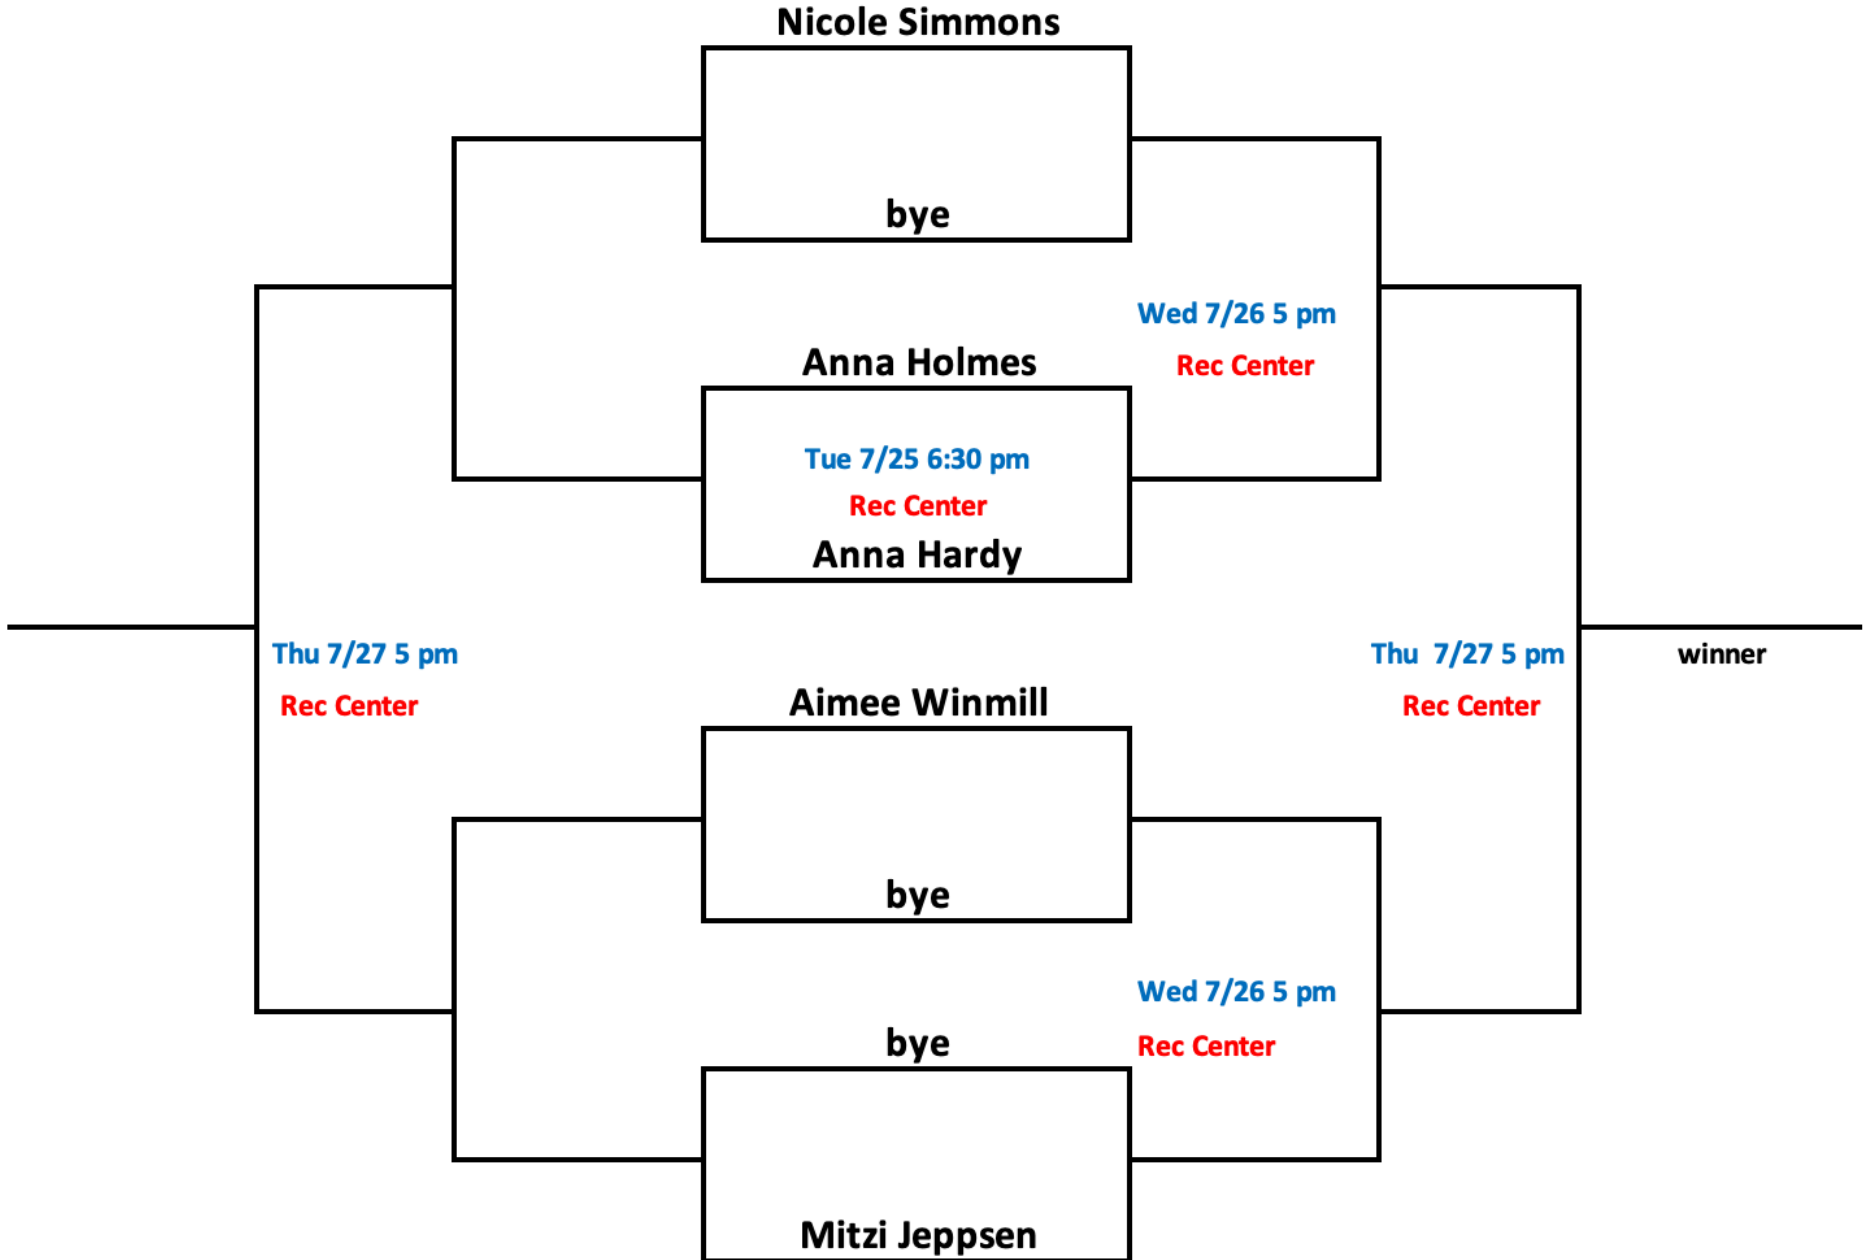 Nicole Simmons
bye
Wed 7/26 5 pm
Rec Center
Anna Holmes
Tue 7/25 6:30 pm
Rec Center
Anna Hardy
Thu 7/27 5 pm
Rec Center
Thu  7/27 5 pm
Rec Center
winner
Aimee Winmill
bye
Wed 7/26 5 pm
Rec Center
bye
Mitzi Jeppsen